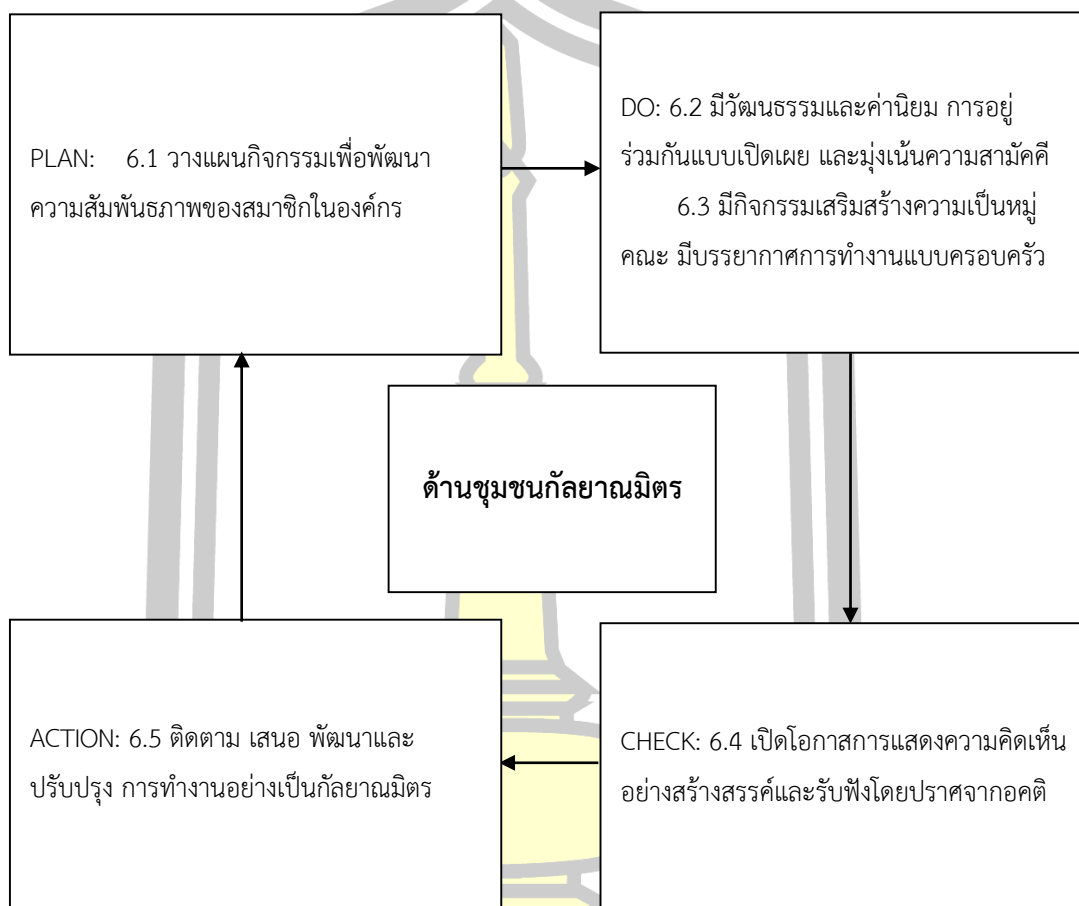 PLAN: 6.1 วางแผนกิจกรรมเพื่อพัฒนา
ความสัมพันธภาพของสมาชิกในองค์กร
DO: 6.2 มีวัฒนธรรมและค่านิยม การอยู่
ร่วมกันแบบเปิดเผย และมุ่งเน้นความสามัคคี
6.3 มีกิจกรรมเสริมสร้างความเป็นหมู่
คณะ มีบรรยากาศการทำงานแบบครอบครัว
ด้านชุมชนกัลยาณมิตร
ACTION: 6.5 ติดตาม เสนอ พัฒนาและ
ปรับปรุง การทำงานอย่างเป็นกัลยาณมิตร
CHECK: 6.4 เปิดโอกาสการแสดงความคิดเห็น
อย่างสร้างสรรค์และรับฟังโดยปราศจากอคติ